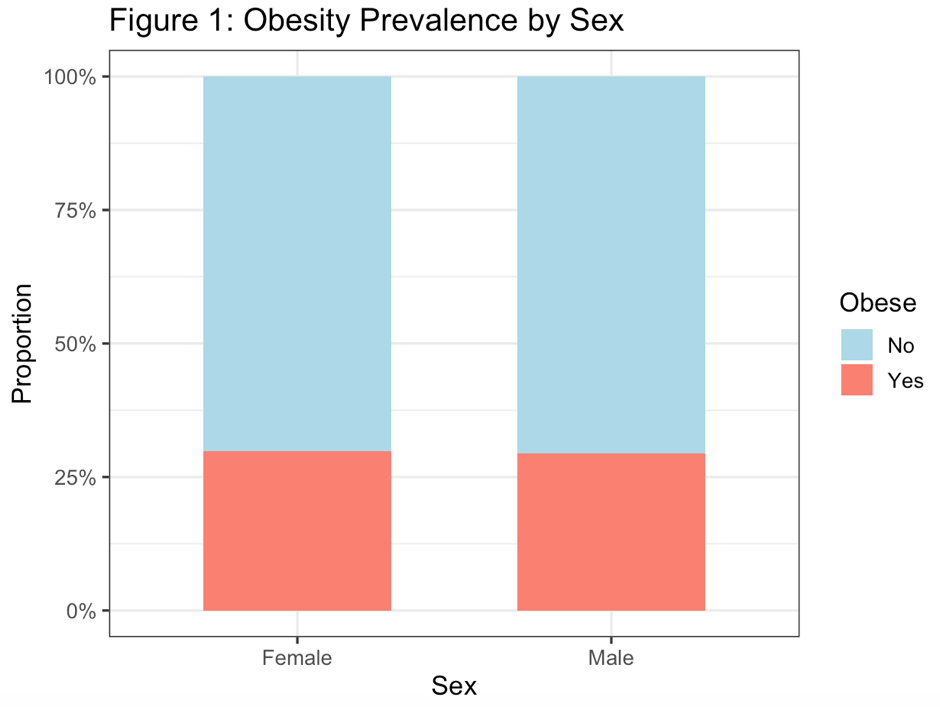 Figure 1: Obesity Prevalence by Sex
100%
75%
50%
25%
0%
Proportion
Female Male
Sex
Obese
No
Yes